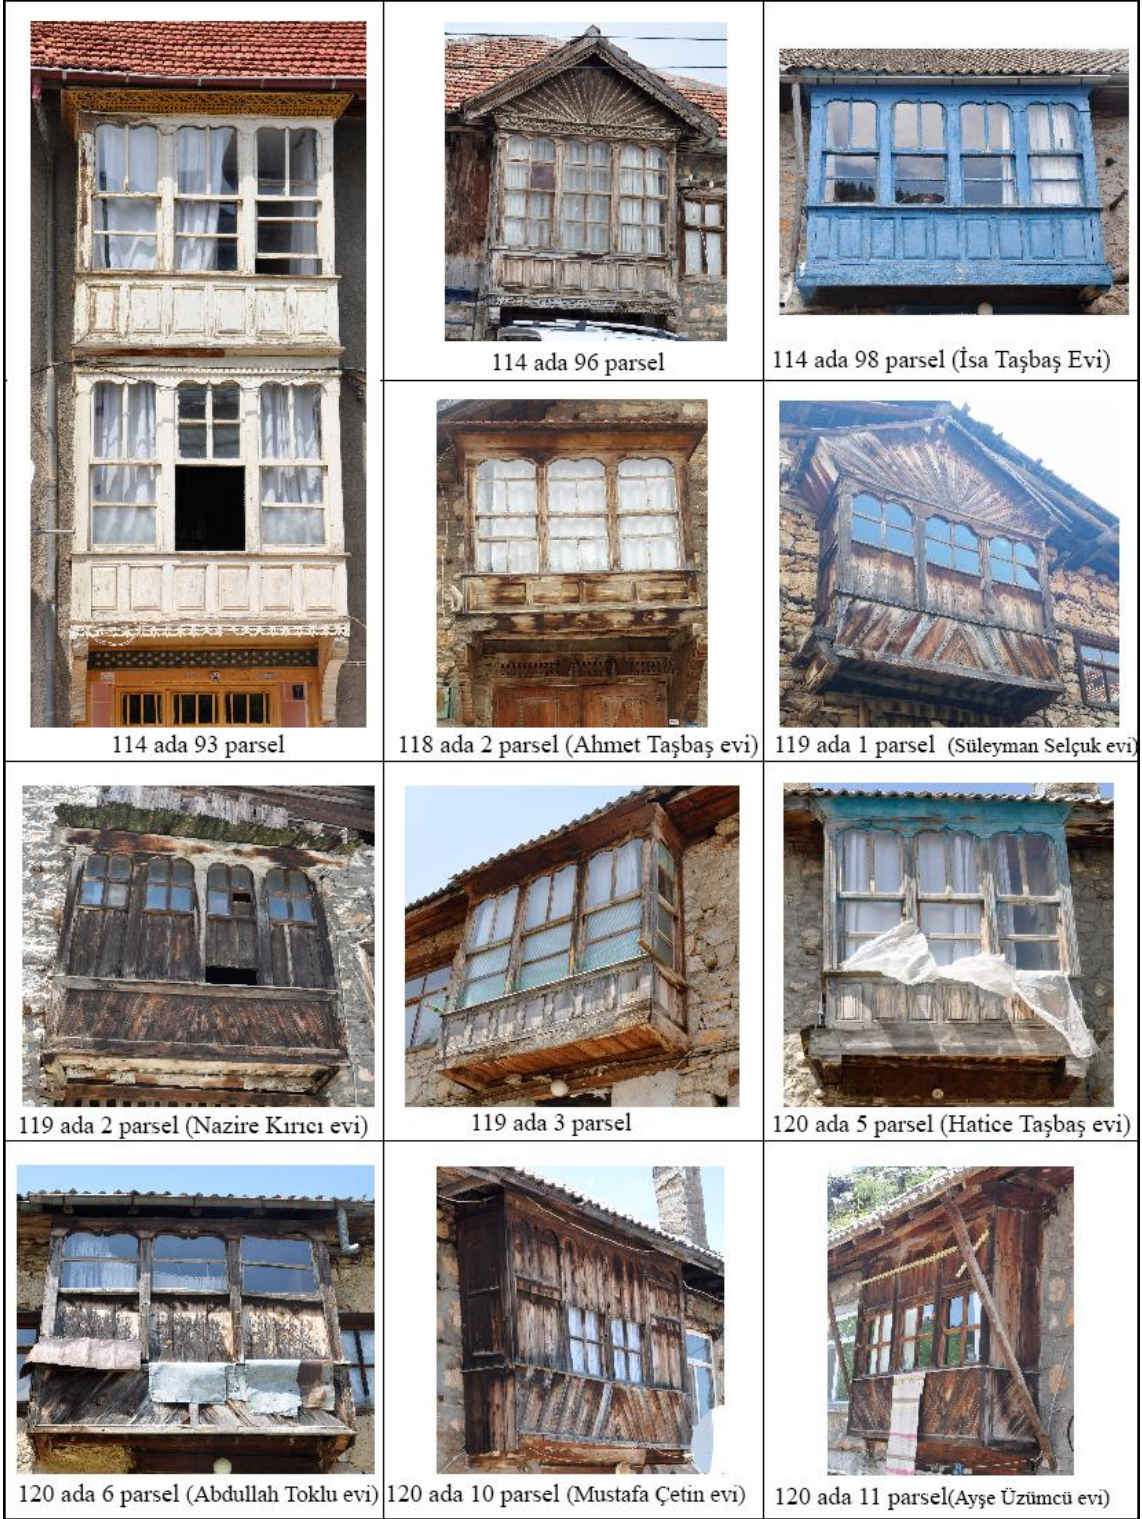 114 ada 96 parsel
114 ada 98 parsel (İsa Taşbaş Evi)
114 ada 93 parsel
118 ada 2 parsel (Ahmet Taşbaş evi)
119 ada 1 parsel (Süleyman Selçuk evi)
119 ada 2 parsel (Nazire Kırıcı evi)
119 ada 3 parsel
120 ada 5 parsel (Hatice Taşbaş evi)
120 ada 6 parsel (Abdullah Toklu evi)
120 ada 10 parsel (Mustafa Çetin evi)
120 ada 11 parsel(Ayşe Üzümcü evi)